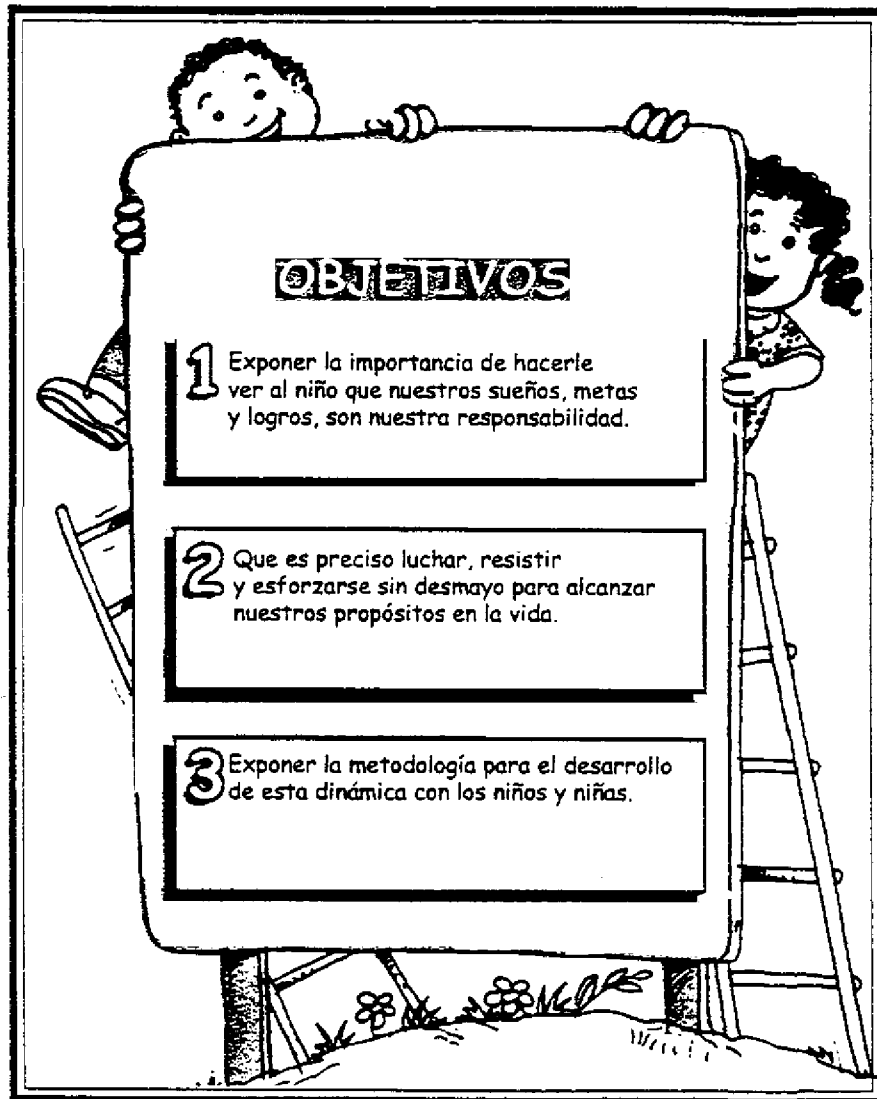 OBJETIVOS
1 Exponer la importancia de hacerle
ver al niño que nuestros sueños, metas
y logros, son nuestra responsabilidad.
2 Que es preciso luchar, resistir
y esforzarse sin desmayo para alcanzar
nuestros propósitos en la vida.
3 Exponer la metodología para el desarrollo
de esta dinámica con los niños y niñas.